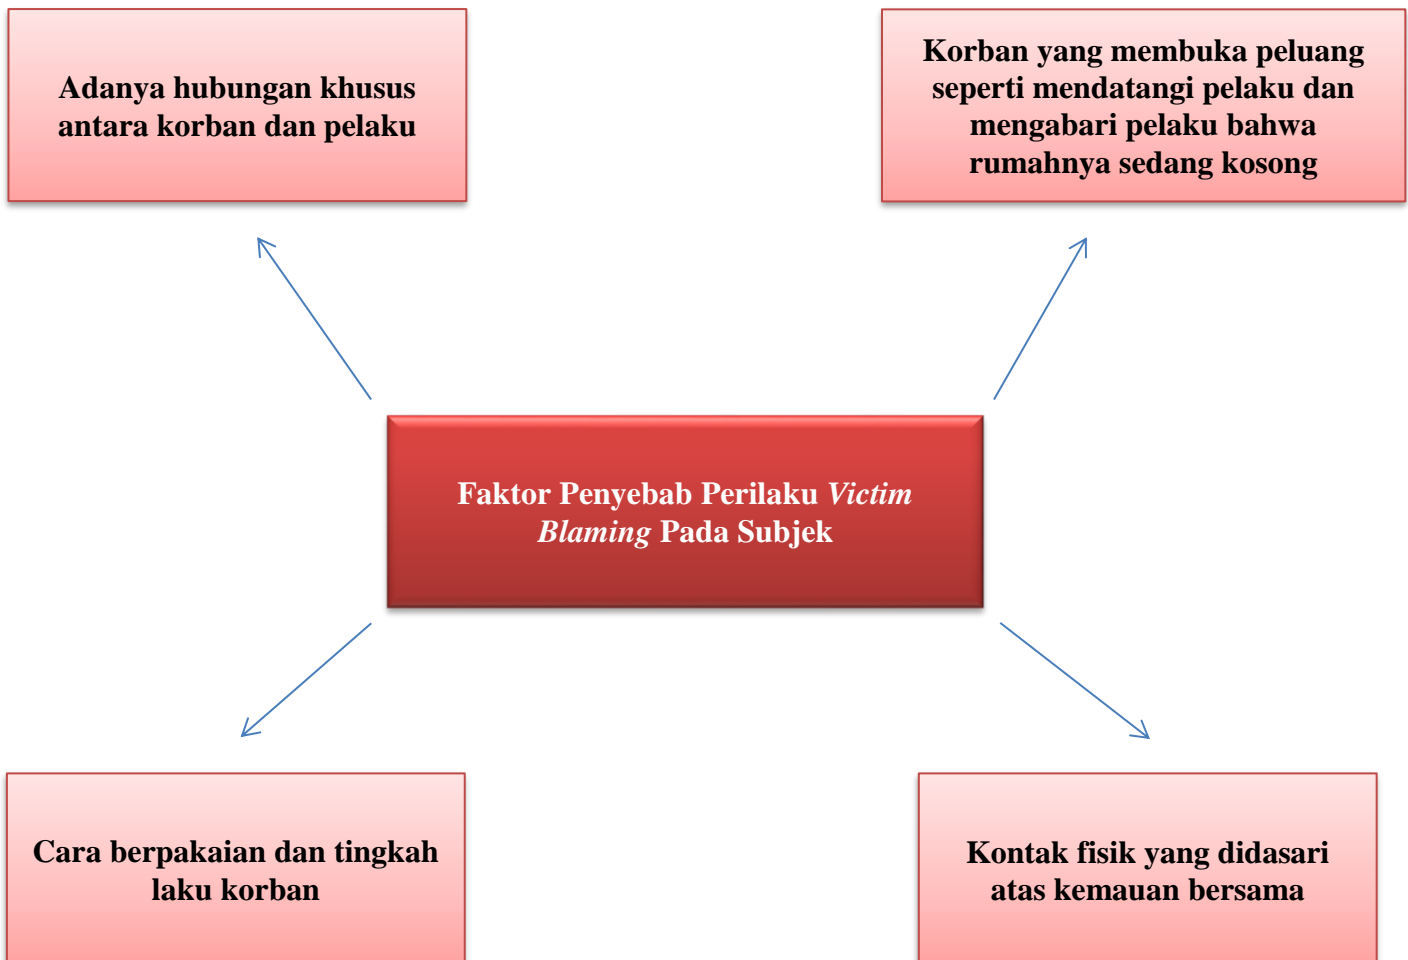 Adanya hubungan khusus
antara korban dan pelaku
Korban yang membuka peluang
seperti mendatangi pelaku dan
mengabari pelaku bahwa
rumahnya sedang kosong
Faktor Penyebab Perilaku Victim
Blaming Pada Subjek
Cara berpakaian dan tingkah
laku korban
Kontak fisik yang didasari
atas kemauan bersama